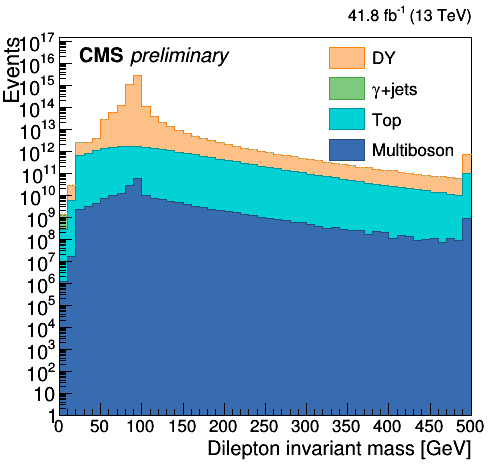 41.8 fb⁻¹ (13 TeV)
Events
CMS preliminary
DY
γ+jets
Top
Multiboson
10¹⁷
10¹⁶
10¹⁵
10¹⁴
10¹³
10¹²
10¹¹
10¹⁰
10⁹
10⁸
10⁷
10⁶
10⁵
10⁴
10³
10²
10
1
0 50 100 150 200 250 300 350 400 450 500
Dilepton invariant mass [GeV]